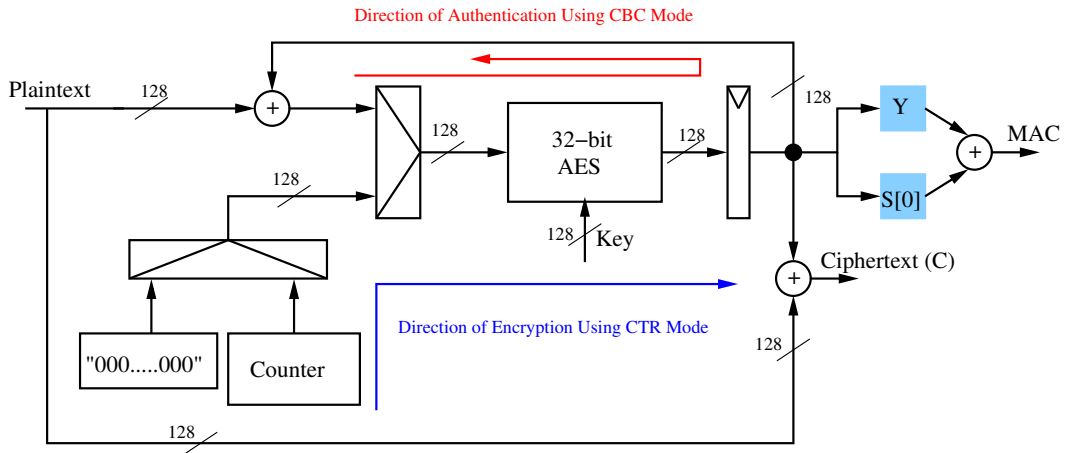 Direction of Authentication Using CBC Mode
Plaintext
128
128
128
32−bit
AES
128
128
Y
S[0]
MAC
128
128
Key
Ciphertext (C)
Direction of Encryption Using CTR Mode
"000.....000"
Counter
128
128
+
+
+